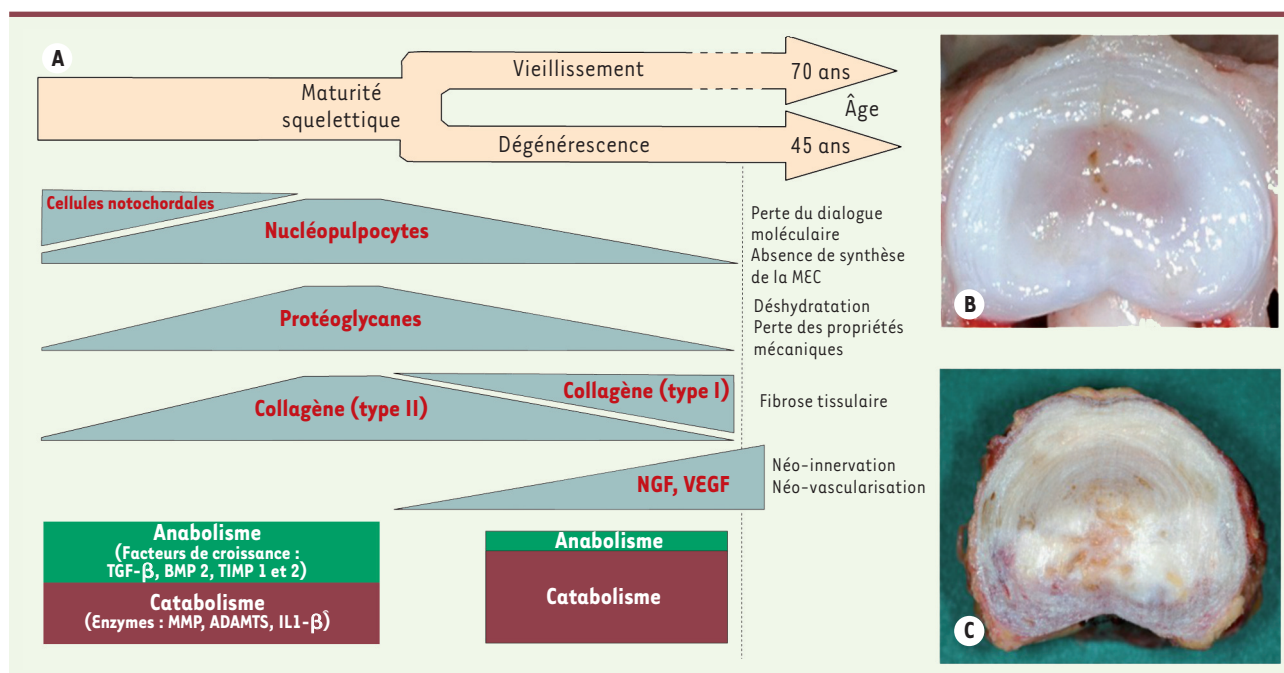 A
Vieillissement
70 ans
Maturité
squelettique
Âge
Dégénérescence
45 ans
Cellules notochordales
Nucléopulpocytes
Perte du dialogue
moléculaire
Absence de synthèse
de la MEC
Protéoglycanes
Déshydratation
Perte des propriétés
mécaniques
Collagène (type I)
Collagène (type II)
Fibrose tissulaire
NGF, VEGF
Néo-innervation
Néo-vascularisation
Anabolisme
(Facteurs de croissance :
TGF-β, BMP 2, TIMP 1 et 2)
Catabolisme
(Enzymes : MMP, ADAMTS, IL1-β)
Anabolisme
Catabolisme
B
C